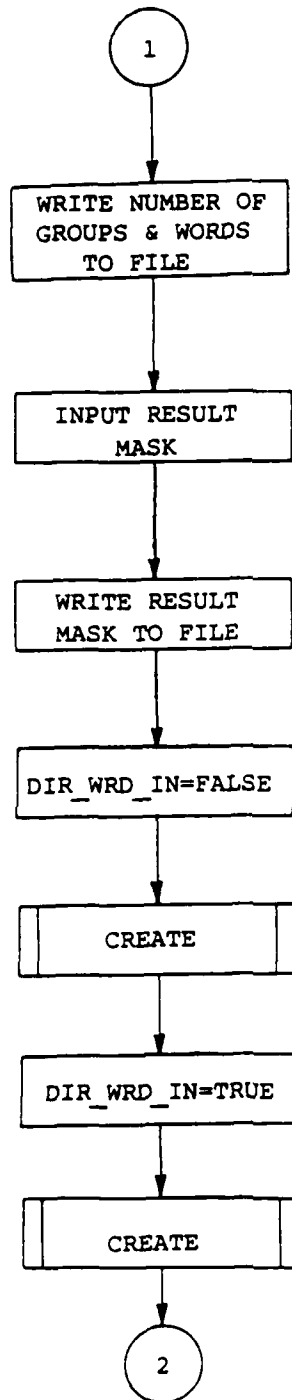 1
WRITE NUMBER OF
GROUPS & WORDS
TO FILE
INPUT RESULT
MASK
WRITE RESULT
MASK TO FILE
DIR_WRD_IN=FALSE
CREATE
DIR_WRD_IN=TRUE
CREATE
2